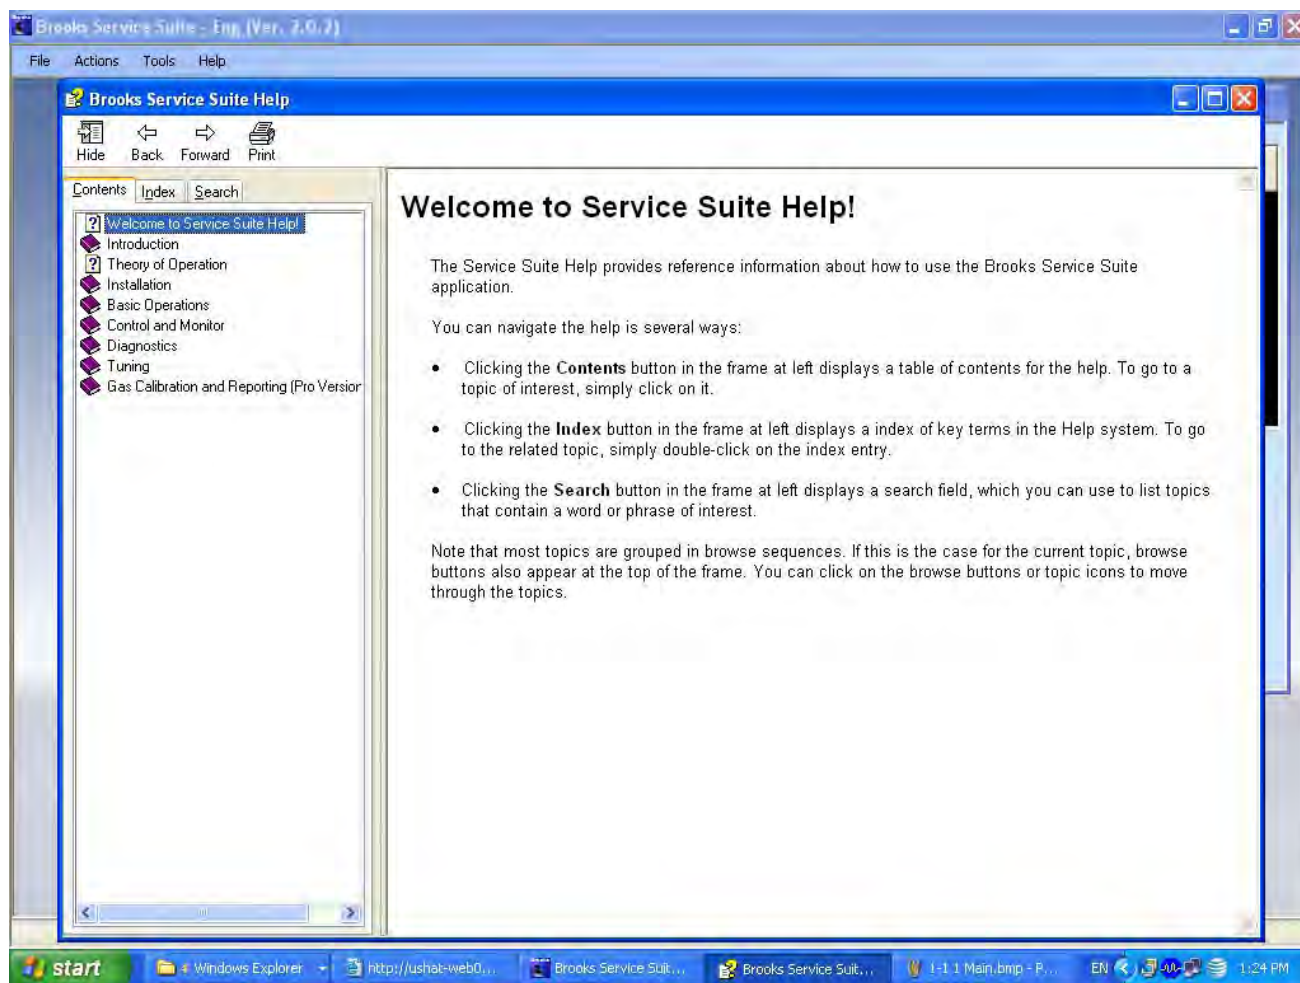 Brooks Service Suite - Eng (Ver. 2.0.2)
File Actions Tools Help
Brooks Service Suite Help
Hide Back Forward Print
Contents Index Search
Welcome to Service Suite Help!
Introduction
Theory of Operation
Installation
Basic Operations
Control and Monitor
Diagnostics
Tuning
Gas Calibration and Reporting (Pro Version
Welcome to Service Suite Help!
The Service Suite Help provides reference information about how to use the Brooks Service Suite
application.
You can navigate the help is several ways:
• Clicking the Contents button in the frame at left displays a table of contents for the help. To go to a
topic of interest, simply click on it.
• Clicking the Index button in the frame at left displays a index of key terms in the Help system. To go
to the related topic, simply double-click on the index entry.
• Clicking the Search button in the frame at left displays a search field, which you can use to list topics
that contain a word or phrase of interest.
Note that most topics are grouped in browse sequences. If this is the case for the current topic, browse
buttons also appear at the top of the frame. You can click on the browse buttons or topic icons to move
through the topics.
start 4 Windows Explorer http://ushat-web0... Brooks Service Suit... Brooks Service Suit... 1-1 1 Main.bmp - P... EN 1:24 PM